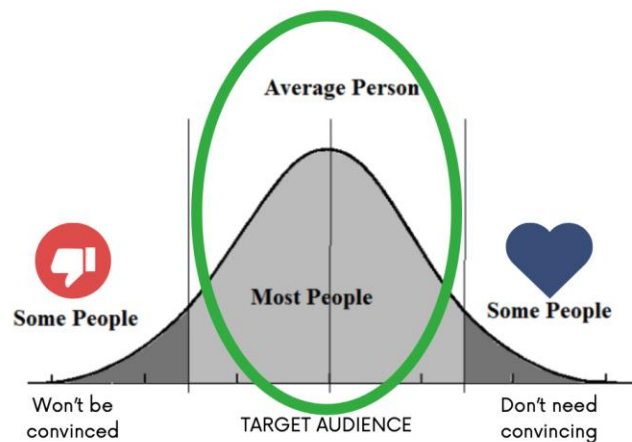 Average Person
Most People
Some People
Some People
Won't be
convinced
TARGET AUDIENCE
Don't need
convincing